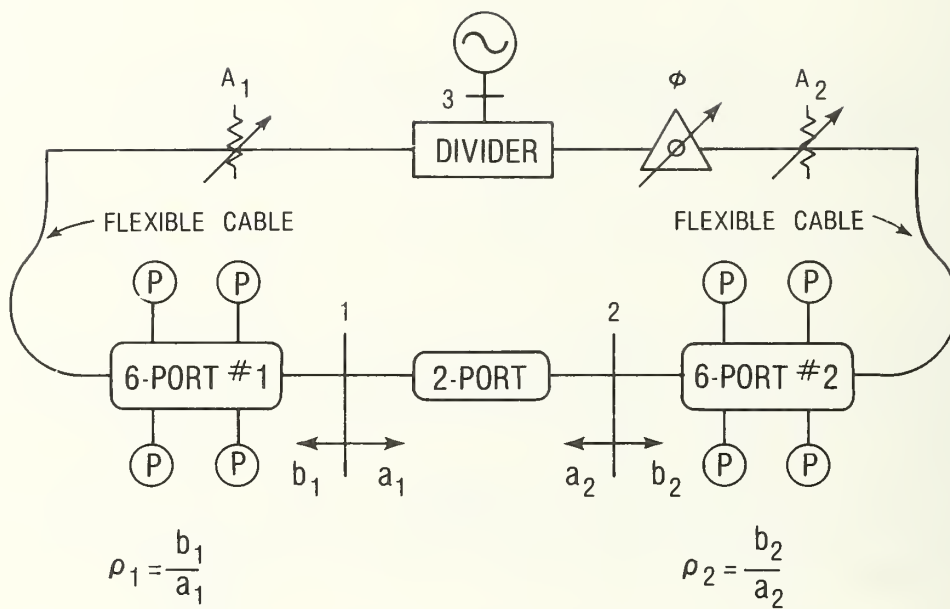 A1
φ
A2
3
DIVIDER
FLEXIBLE CABLE
FLEXIBLE CABLE
P P
P P
1
2
6-PORT #1
2-PORT
6-PORT #2
P P
P P
b1 a1
a2 b2
ρ1 = b1/a1
ρ2 = b2/a2